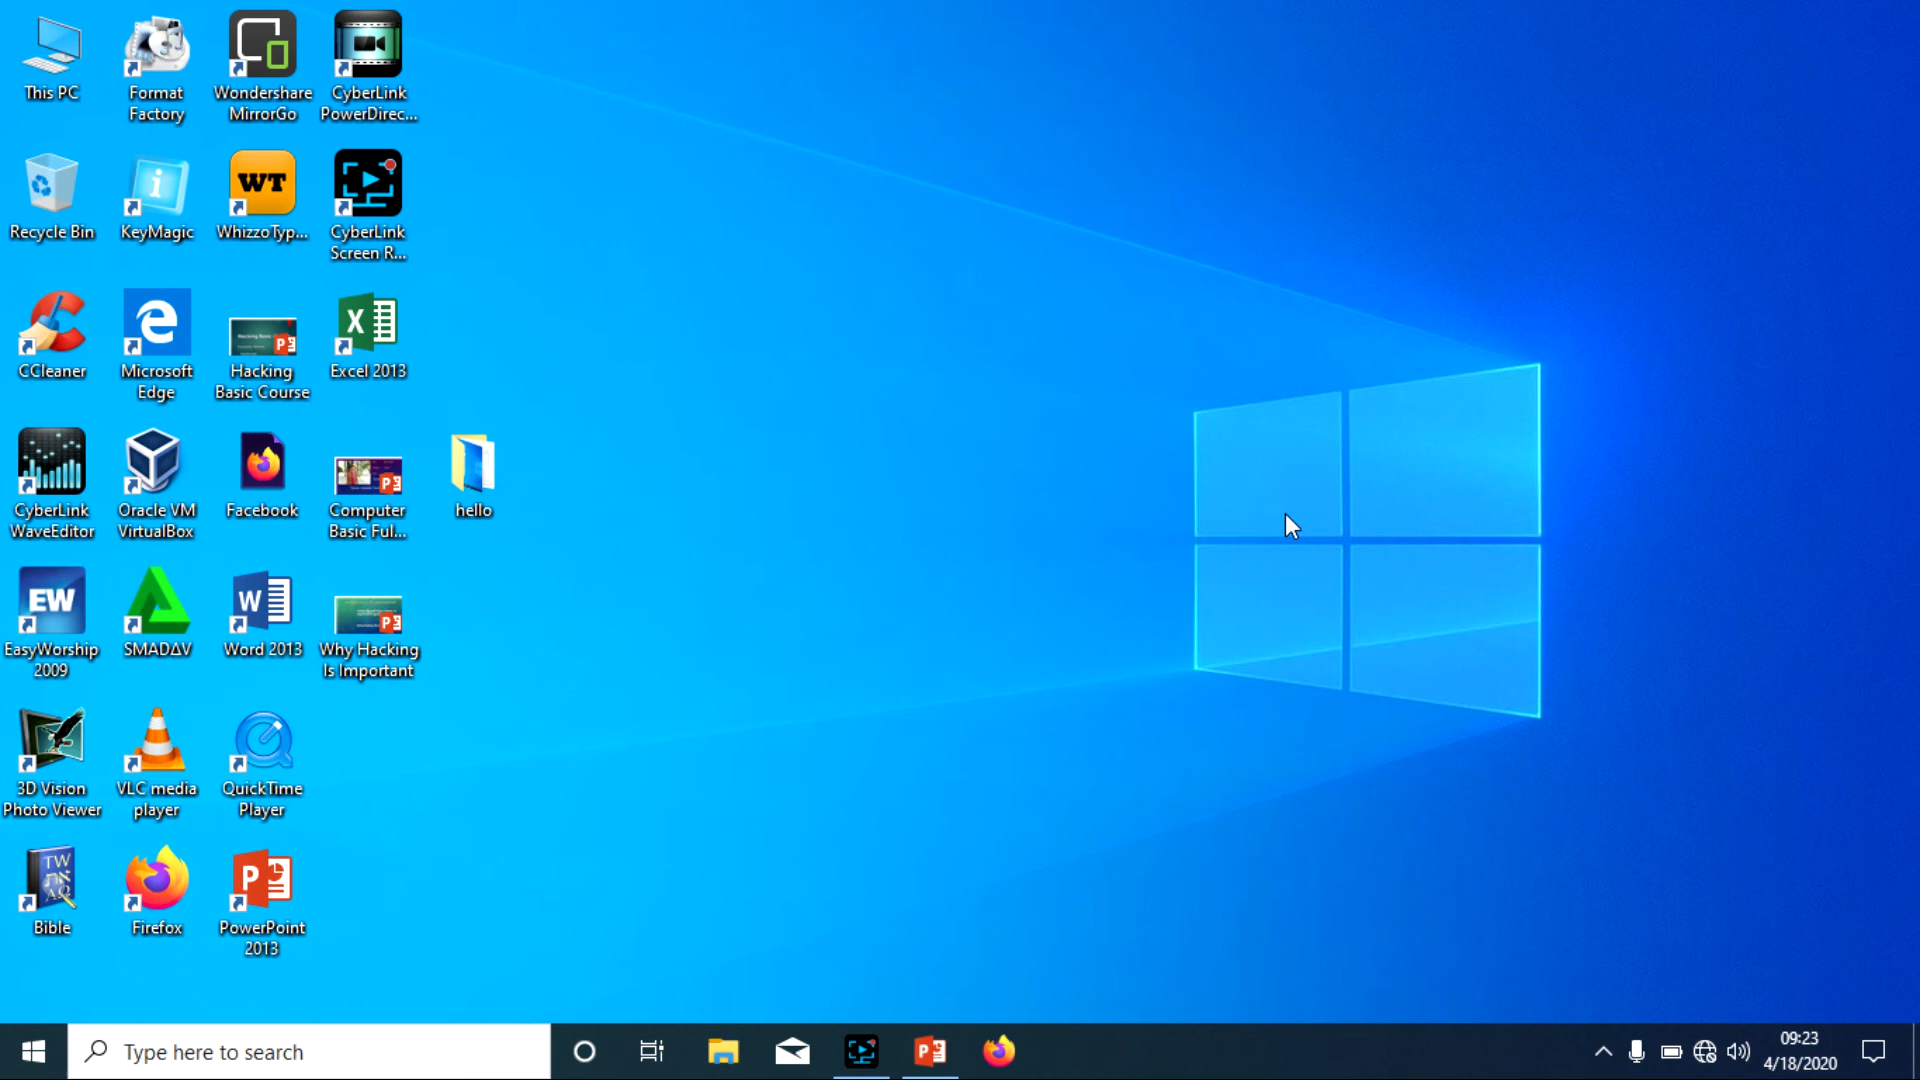 This PC
Format
Factory
Wondershare
MirrorGo
CyberLink
PowerDirec...
Recycle Bin
KeyMagic
WT
WhizzoTyp...
CyberLink
Screen R...
CCleaner
Microsoft
Edge
Hacking
Basic Course
Excel 2013
CyberLink
WaveEditor
Oracle VM
VirtualBox
Facebook
Computer
Basic Ful...
hello
EW
EasyWorship
2009
SMADΔV
Word 2013
Why Hacking
Is Important
3D Vision
Photo Viewer
VLC media
player
QuickTime
Player
TW
Bible
Firefox
PowerPoint
2013
Type here to search
09:23
4/18/2020